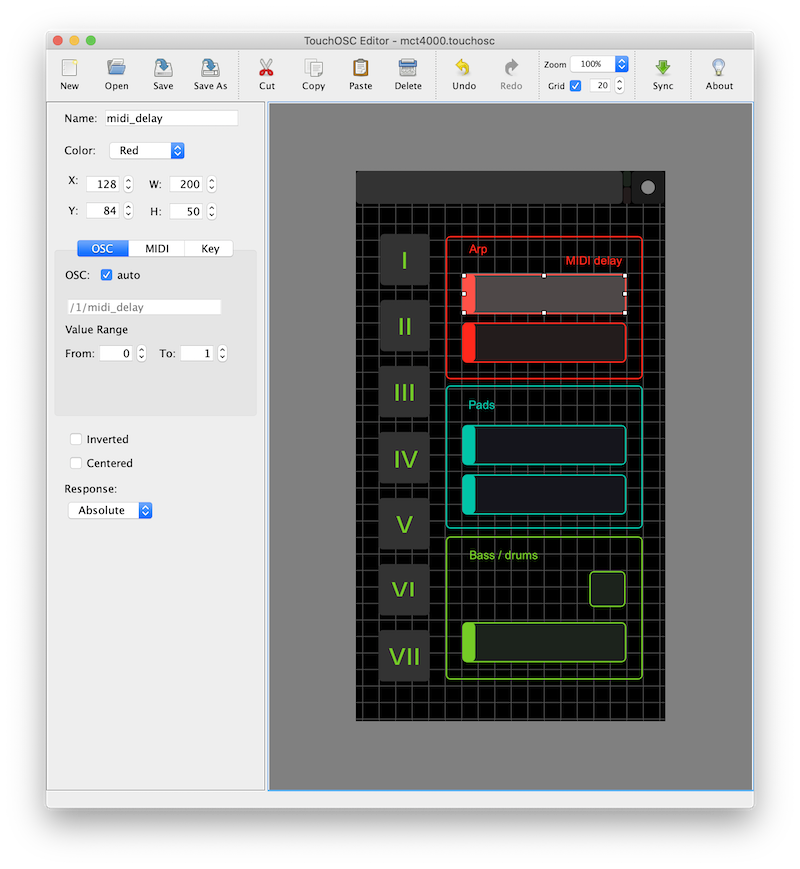 TouchOSC Editor - mct4000.touchosc
New Open Save Save As Cut Copy Paste Delete Undo Redo Zoom 100% Grid 20 Sync About
Name: midi_delay
Color: Red
X: 128 W: 200
Y: 84 H: 50
OSC MIDI Key
OSC: auto
/1/midi_delay
Value Range
From: 0 To: 1
Inverted
Centered
Response:
Absolute
I
II
III
IV
V
VI
VII
Arp
MIDI delay
Pads
Bass / drums